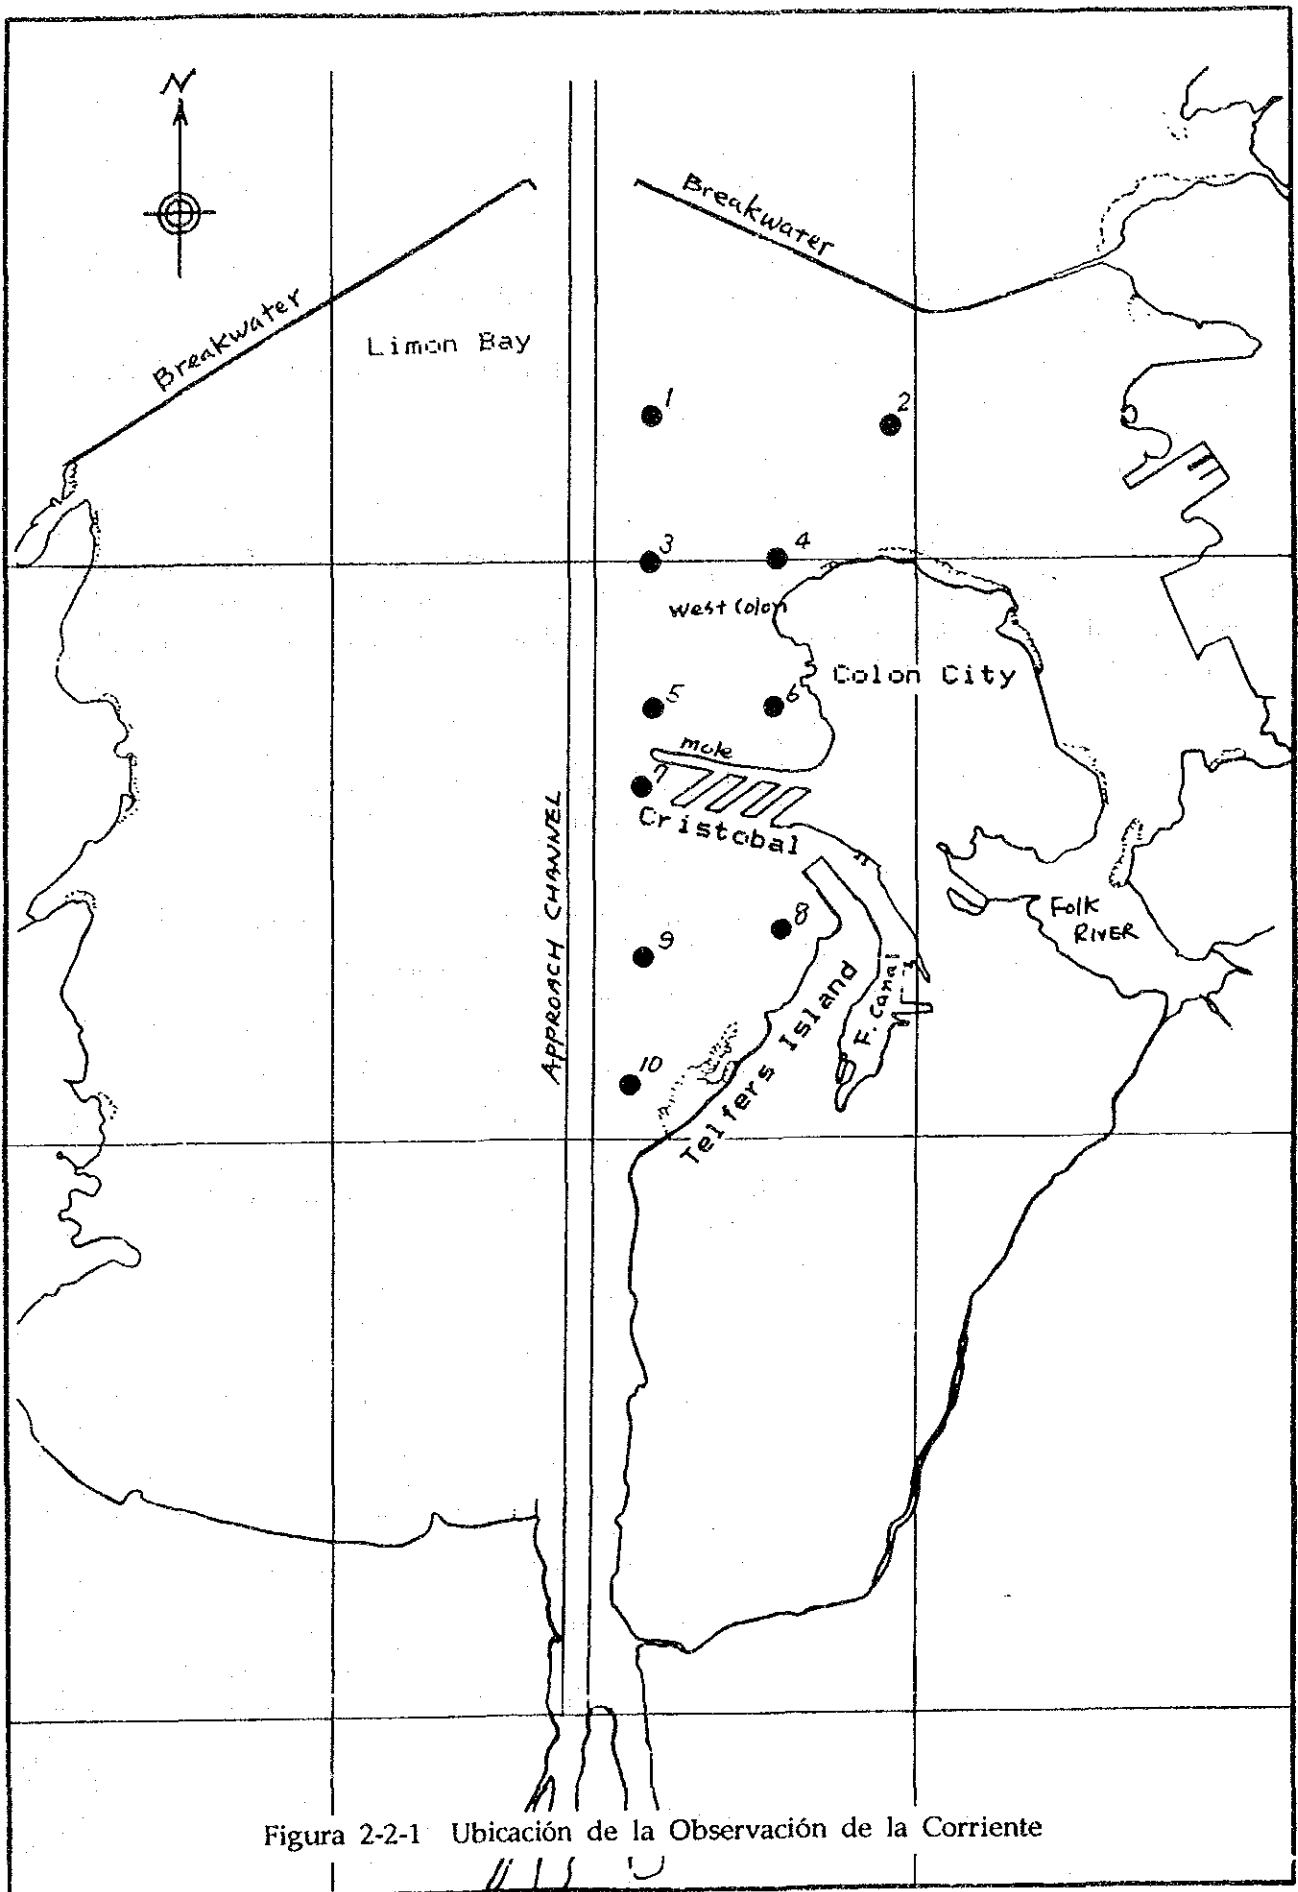 N
Breakwater
Breakwater
Limon Bay
1
2
3
4
West Colon
Colon City
5
6
mole
7
Cristobal
APPROACH CHANNEL
8
9
Folk
RIVER
F. Canal
Telfers Island
10
Figura 2-2-1 Ubicación de la Observación de la Corriente